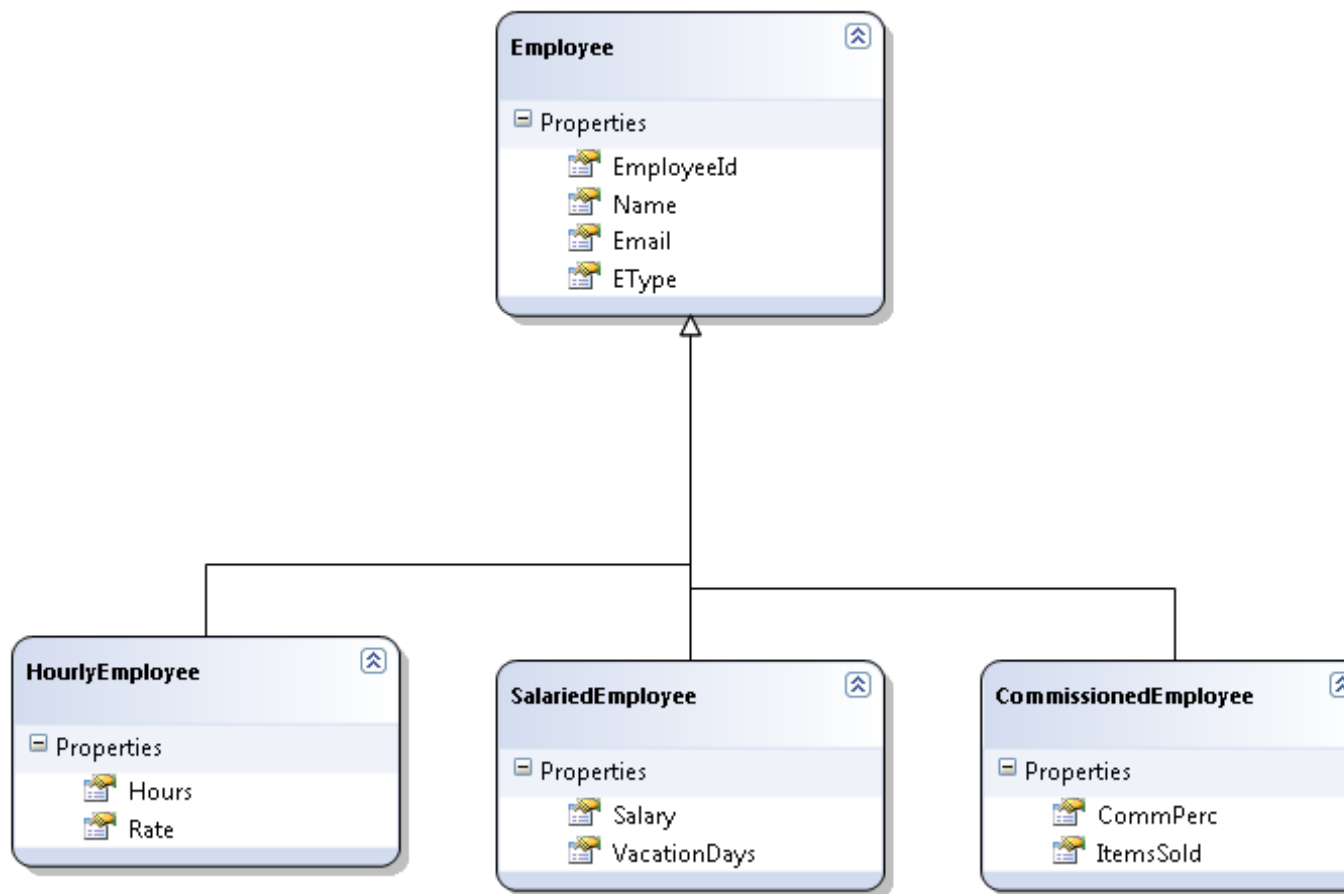 Employee
Properties
EmployeeId
Name
Email
EType
HourlyEmployee
Properties
Hours
Rate
SalariedEmployee
Properties
Salary
VacationDays
CommissionedEmployee
Properties
CommPerc
ItemsSold